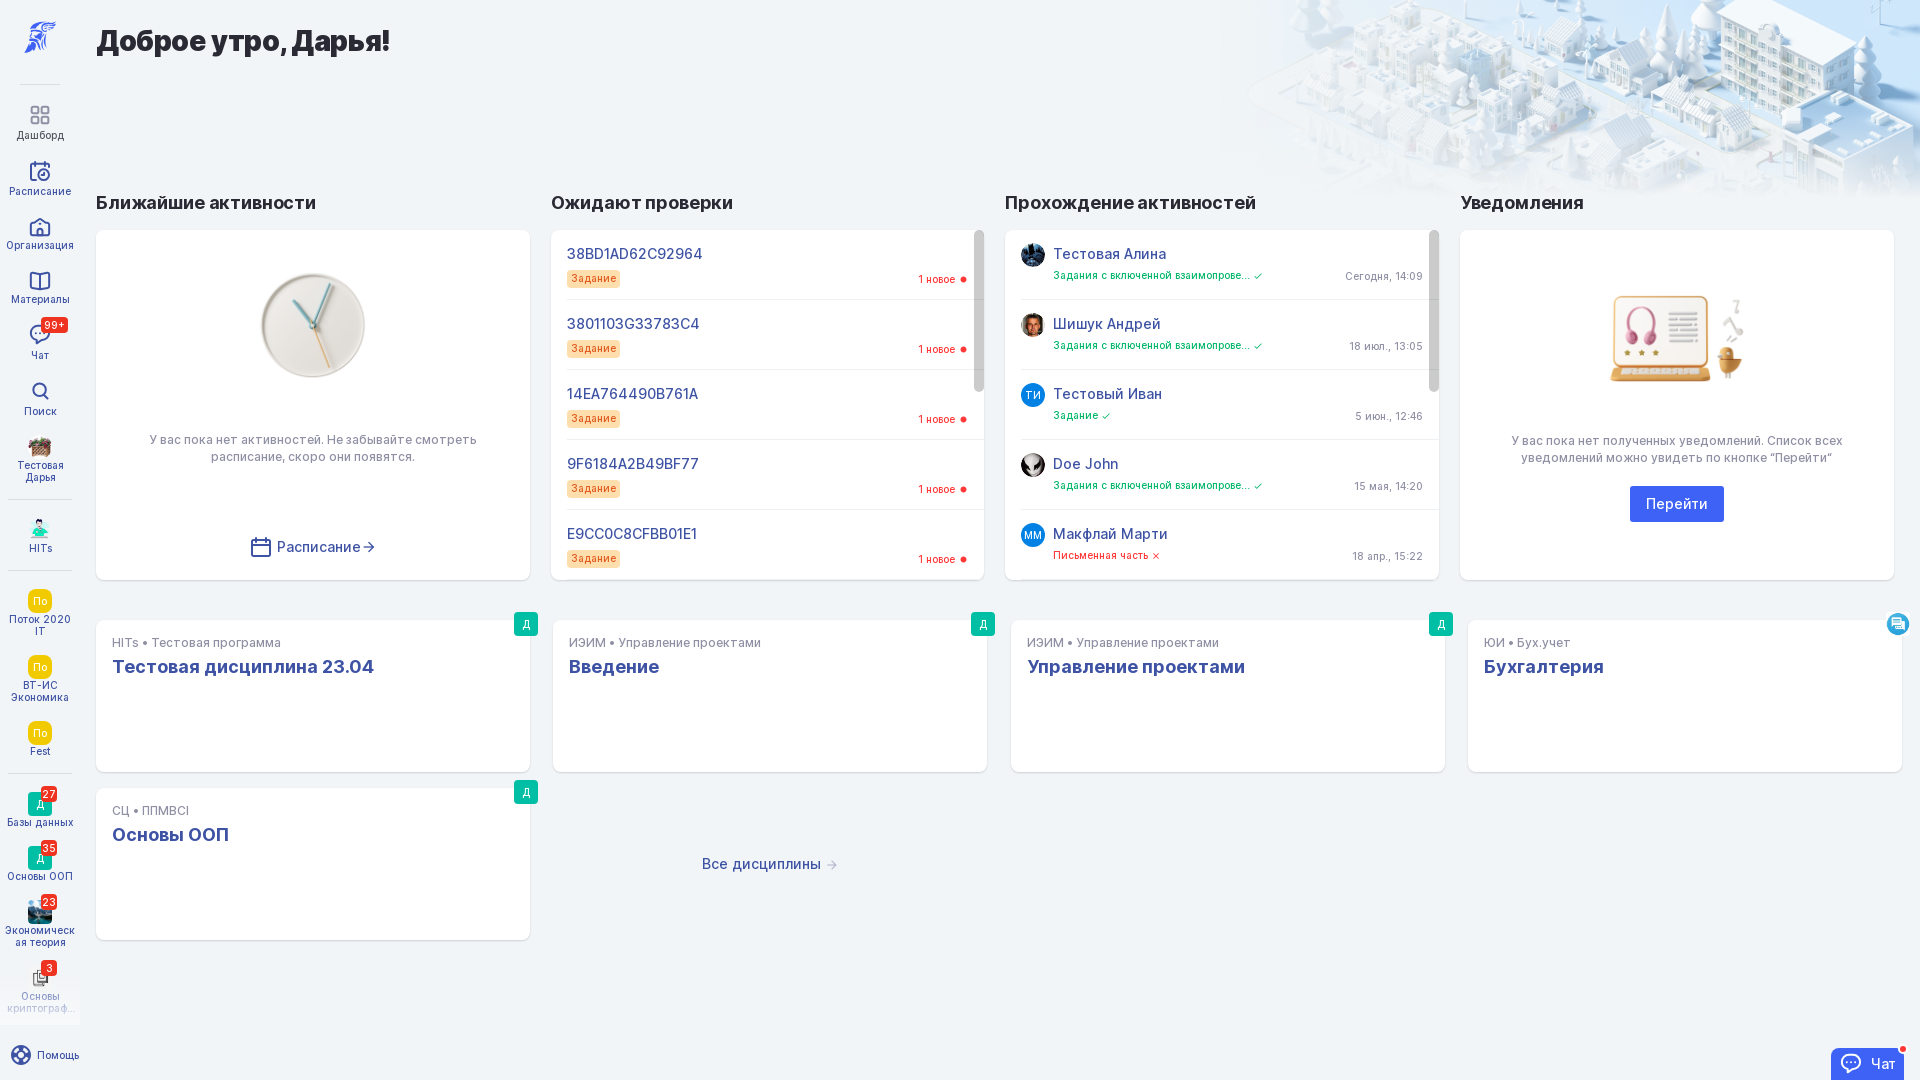 Доброе утро, Дарья!
Дашборд
Расписание
Организация
Материалы
99+
Чат
Поиск
Тестовая
Дарья
HITs
По
Поток 2020
IT
По
ВТ-ИС
Экономика
По
Fest
27
Д
Базы данных
35
Д
Основы ООП
23
Экономическ
ая теория
3
Основы
криптограф...
Помощь
Ближайшие активности
У вас пока нет активностей. Не забывайте смотреть
расписание, скоро они появятся.
Расписание
Ожидают проверки
38BD1AD62C92964
Задание
1 новое
3801103G33783C4
Задание
1 новое
14EA764490B761A
Задание
1 новое
9F6184A2B49BF77
Задание
1 новое
E9CC0C8CFBB01E1
Задание
1 новое
Прохождение активностей
Тестовая Алина
Задания с включенной взаимопрове...
Сегодня, 14:09
Шишук Андрей
Задания с включенной взаимопрове...
18 июл., 13:05
ТИ
Тестовый Иван
Задание
5 июн., 12:46
Doe John
Задания с включенной взаимопрове...
15 мая, 14:20
ММ
Макфлай Марти
Письменная часть
18 апр., 15:22
Уведомления
У вас пока нет полученных уведомлений. Список всех
уведомлений можно увидеть по кнопке “Перейти”
Перейти
Д
HITs • Тестовая программа
Тестовая дисциплина 23.04
Д
ИЭИМ • Управление проектами
Введение
Д
ИЭИМ • Управление проектами
Управление проектами
ЮИ • Бух.учет
Бухгалтерия
Д
СЦ • ППМВСІ
Основы ООП
Все дисциплины
Чат